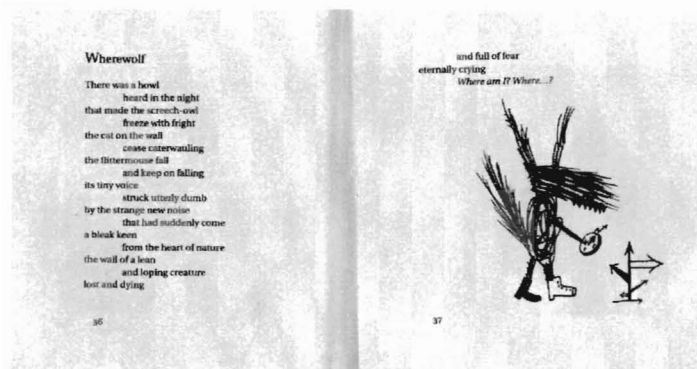 Wherewolf
There was a howl
heard in the night
that made the screech-owl
freeze with fright
the cat on the wall
cease caterwauling
the flittermouse fall
and keep on falling
its tiny voice
struck utterly dumb
by the strange new noise
that had suddenly come
a bleak keen
from the heart of nature
the wail of a lean
and loping creature
lost and dying
36
and full of fear
eternally crying
Where am I? Where...?
37